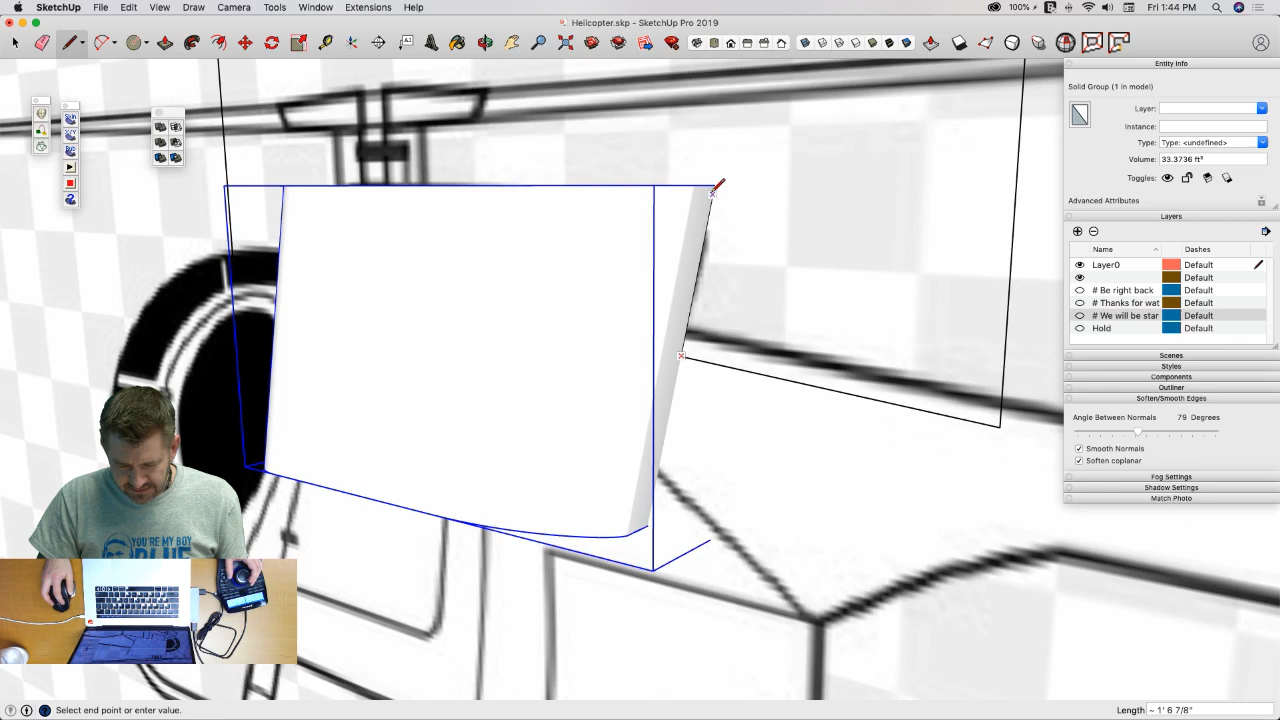 SketchUp File Edit View Draw Camera Tools Window Extensions Help
100% Fri 1:44 PM
Helicopter.skp - SketchUp Pro 2019
Entity Info
Solid Group (1 in model)
Layer:
Instance:
Type: Type: <undefined>
Volume: 33.3736 ft³
Toggles:
Advanced Attributes
Layers
Name Dashes
Layer0 Default
Default
# Be right back Default
# Thanks for wat Default
# We will be star Default
Hold Default
Scenes
Styles
Components
Outliner
Soften/Smooth Edges
Angle Between Normals 79 Degrees
Smooth Normals
Soften coplanar
Fog Settings
Shadow Settings
Match Photo
YOU'RE MY BOY
BLUE
Select end point or enter value.
Length ~ 1' 6 7/8"